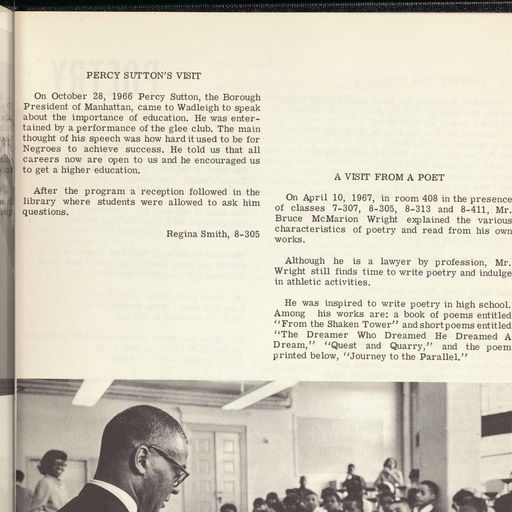 PERCY SUTTON'S VISIT
On October 28, 1966 Percy Sutton, the Borough
President of Manhattan, came to Wadleigh to speak
about the importance of education. He was enter-
tained by a performance of the glee club. The main
thought of his speech was how hard it used to be for
Negroes to achieve success. He told us that all
careers now are open to us and he encouraged us
to get a higher education.
After the program a reception followed in the
library where students were allowed to ask him
questions.
Regina Smith, 8-305
A VISIT FROM A POET
On April 10, 1967, in room 408 in the presence
of classes 7-307, 8-305, 8-313 and 8-411, Mr.
Bruce McMarion Wright explained the various
characteristics of poetry and read from his own
works.
Although he is a lawyer by profession, Mr.
Wright still finds time to write poetry and indulge
in athletic activities.
He was inspired to write poetry in high school.
Among his works are: a book of poems entitled
"From the Shaken Tower" and short poems entitled
"The Dreamer Who Dreamed He Dreamed A
Dream," "Quest and Quarry," and the poem
printed below, "Journey to the Parallel."